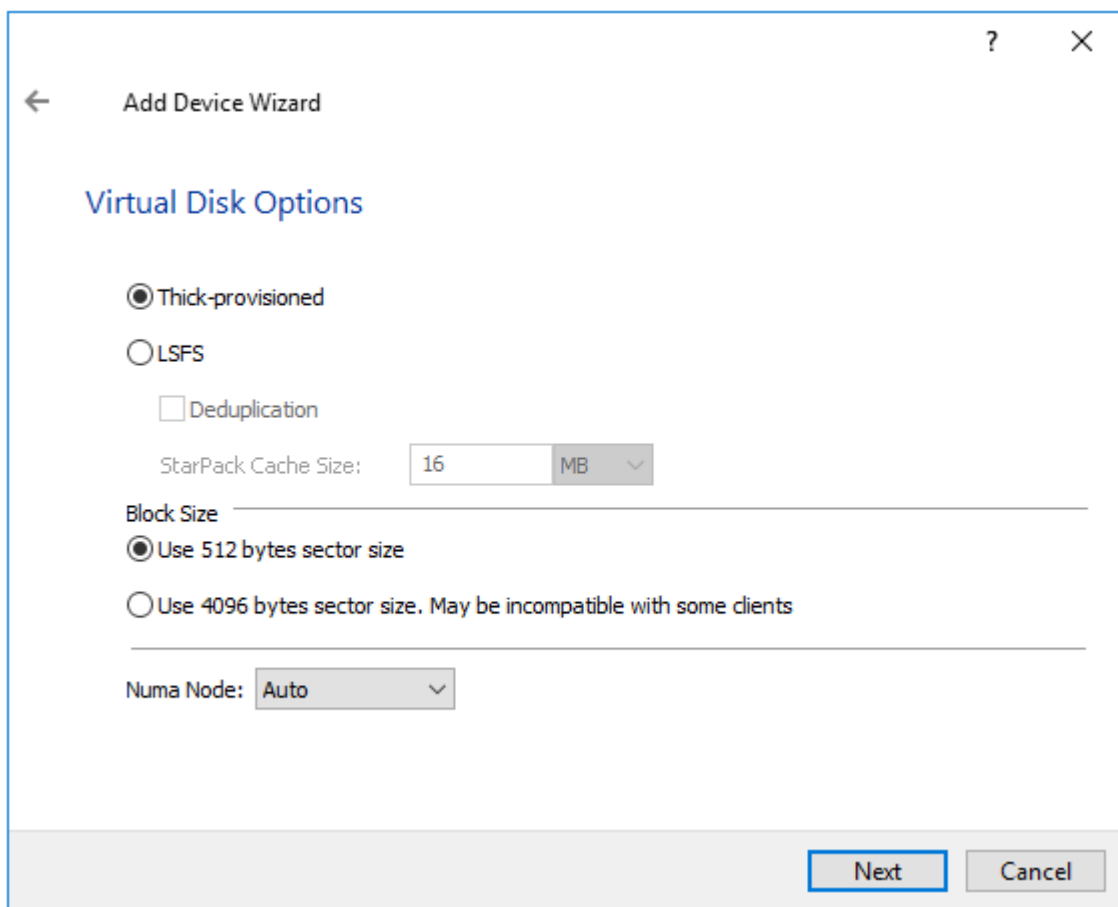 ?
Add Device Wizard
Virtual Disk Options
Thick-provisioned
LSFS
Deduplication
StarPack Cache Size: 16 MB
Block Size
Use 512 bytes sector size
Use 4096 bytes sector size. May be incompatible with some clients
Numa Node: Auto
Next Cancel